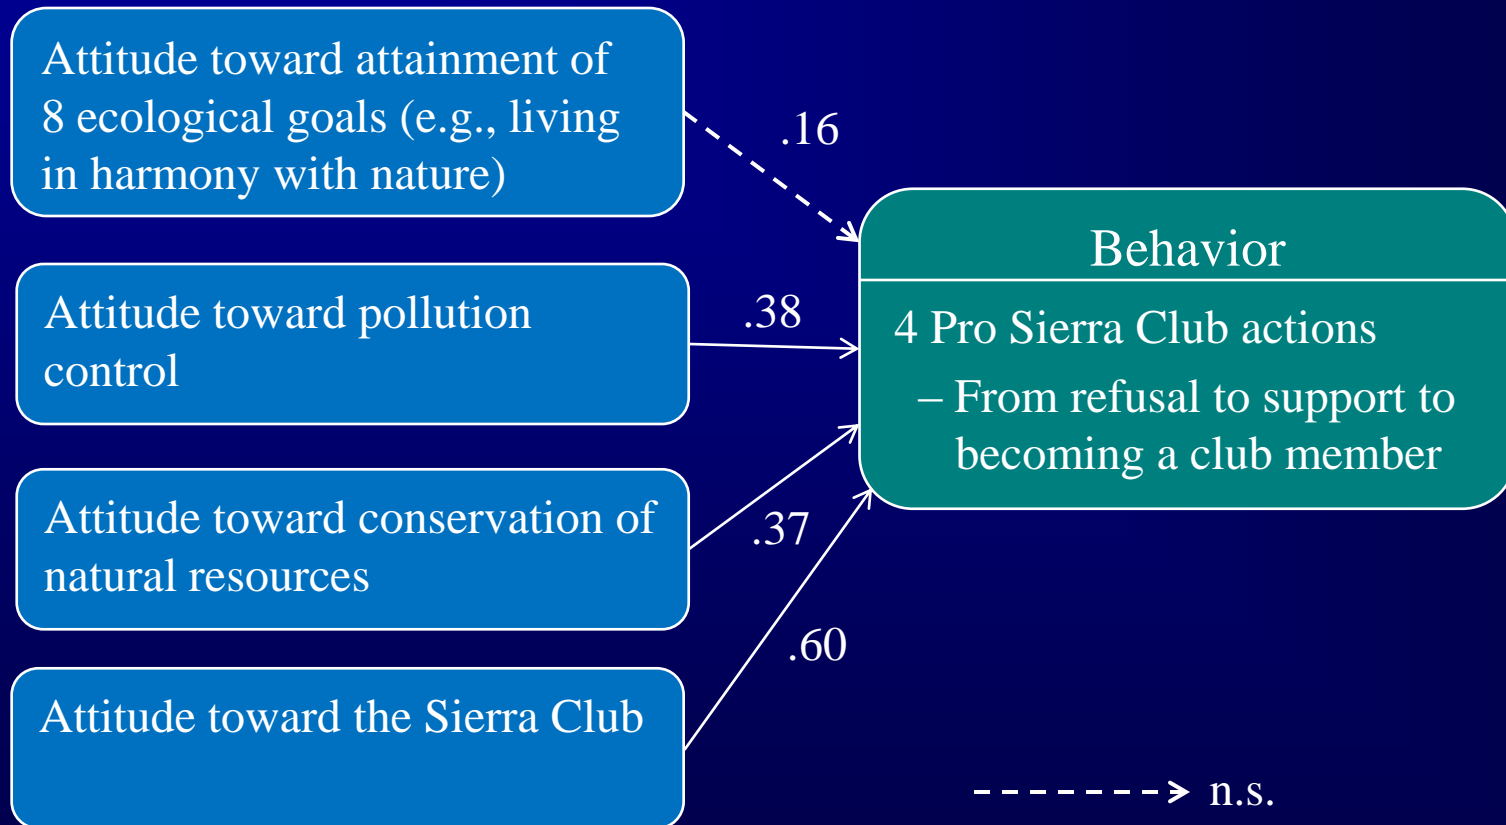 Attitude toward attainment of
8 ecological goals (e.g., living
in harmony with nature)
.16
Behavior
Attitude toward pollution
control
.38
4 Pro Sierra Club actions
– From refusal to support to
becoming a club member
Attitude toward conservation of
natural resources
.37
.60
Attitude toward the Sierra Club
n.s.